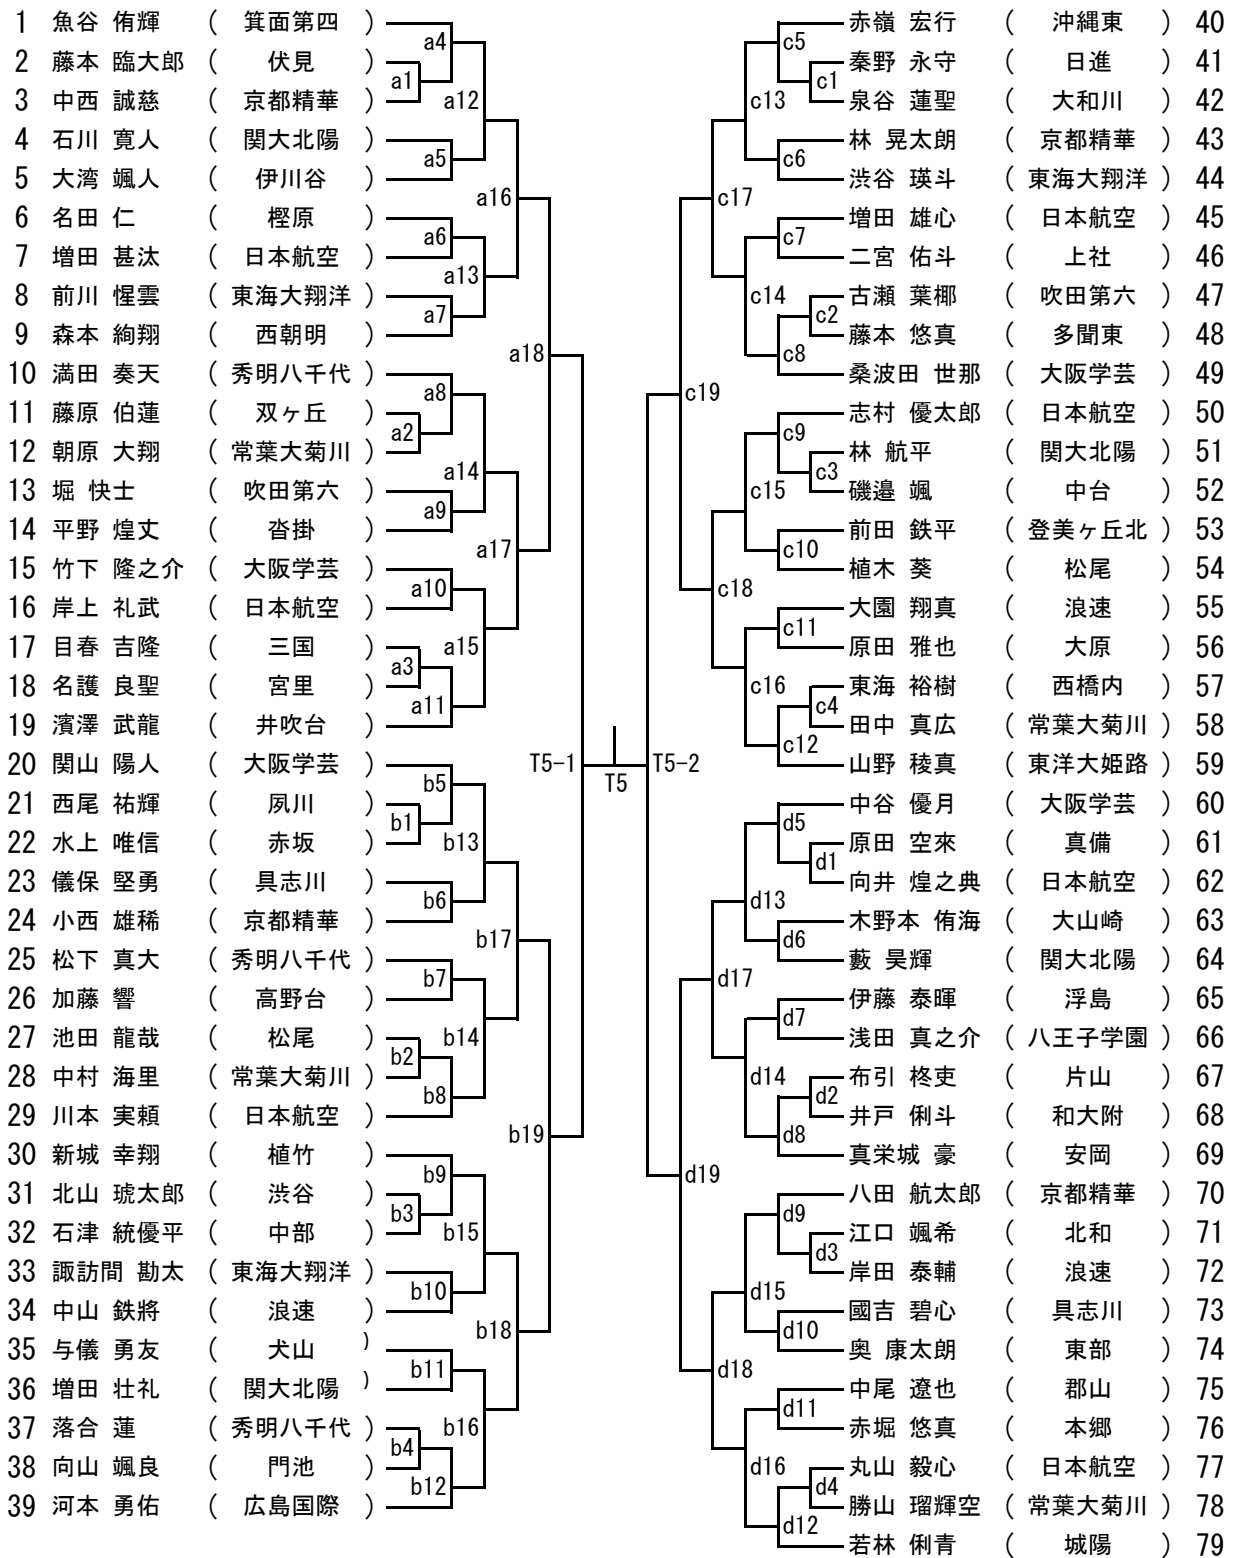 1 魚谷 侑輝 ( 箕面第四 )
2 藤本 臨大郎 ( 伏見 )
3 中西 誠慈 ( 京都精華 )
4 石川 寛人 ( 関大北陽 )
5 大湾 颯人 ( 伊川谷 )
6 名田 仁 ( 樫原 )
7 増田 甚汰 ( 日本航空 )
8 前川 惺雲 ( 東海大翔洋 )
9 森本 絢翔 ( 西朝明 )
10 満田 奏天 ( 秀明八千代 )
11 藤原 伯蓮 ( 双ヶ丘 )
12 朝原 大翔 ( 常葉大菊川 )
13 堀 快士 ( 吹田第六 )
14 平野 煌丈 ( 沓掛 )
15 竹下 隆之介 ( 大阪学芸 )
16 岸上 礼武 ( 日本航空 )
17 目春 吉隆 ( 三国 )
18 名護 良聖 ( 宮里 )
19 濱澤 武龍 ( 井吹台 )
20 関山 陽人 ( 大阪学芸 )
21 西尾 祐輝 ( 夙川 )
22 水上 唯信 ( 赤坂 )
23 儀保 堅勇 ( 具志川 )
24 小西 雄稀 ( 京都精華 )
25 松下 真大 ( 秀明八千代 )
26 加藤 響 ( 高野台 )
27 池田 龍哉 ( 松尾 )
28 中村 海里 ( 常葉大菊川 )
29 川本 実頼 ( 日本航空 )
30 新城 幸翔 ( 植竹 )
31 北山 琥太郎 ( 渋谷 )
32 石津 統優平 ( 中部 )
33 諏訪間 勘太 ( 東海大翔洋 )
34 中山 鉄將 ( 浪速 )
35 与儀 勇友 ( 犬山 )
36 増田 壮礼 ( 関大北陽 )
37 落合 蓮 ( 秀明八千代 )
38 向山 颯良 ( 門池 )
39 河本 勇佑 ( 広島国際 )
a4
a1
a12
a5
a16
a6
a13
a7
a18
a8
a2
a14
a9
a17
a10
a15
a3
a11
T5-1
T5
T5-2
b5
b1
b13
b6
b17
b7
b14
b2
b8
b19
b9
b3
b15
b10
b18
b11
b16
b4
b12
c5
c1
c13
c6
c17
c7
c14
c2
c8
c19
c9
c3
c15
c10
c18
c11
c16
c4
c12
d5
d1
d13
d6
d17
d7
d14
d2
d8
d19
d9
d3
d15
d10
d18
d11
d16
d4
d12
赤嶺 宏行 ( 沖縄東 ) 40
秦野 永守 ( 日進 ) 41
泉谷 蓮聖 ( 大和川 ) 42
林 晃太朗 ( 京都精華 ) 43
渋谷 瑛斗 ( 東海大翔洋 ) 44
増田 雄心 ( 日本航空 ) 45
二宮 佑斗 ( 上社 ) 46
古瀬 葉椰 ( 吹田第六 ) 47
藤本 悠真 ( 多聞東 ) 48
桑波田 世那 ( 大阪学芸 ) 49
志村 優太郎 ( 日本航空 ) 50
林 航平 ( 関大北陽 ) 51
磯邉 颯 ( 中台 ) 52
前田 鉄平 ( 登美ヶ丘北 ) 53
植木 葵 ( 松尾 ) 54
大園 翔真 ( 浪速 ) 55
原田 雅也 ( 大原 ) 56
東海 裕樹 ( 西橋内 ) 57
田中 真広 ( 常葉大菊川 ) 58
山野 稜真 ( 東洋大姫路 ) 59
中谷 優月 ( 大阪学芸 ) 60
原田 空來 ( 真備 ) 61
向井 煌之典 ( 日本航空 ) 62
木野本 侑海 ( 大山崎 ) 63
藪 昊輝 ( 関大北陽 ) 64
伊藤 泰暉 ( 浮島 ) 65
浅田 真之介 ( 八王子学園 ) 66
布引 柊吏 ( 片山 ) 67
井戸 俐斗 ( 和大附 ) 68
真栄城 豪 ( 安岡 ) 69
八田 航太郎 ( 京都精華 ) 70
江口 颯希 ( 北和 ) 71
岸田 泰輔 ( 浪速 ) 72
國吉 碧心 ( 具志川 ) 73
奥 康太朗 ( 東部 ) 74
中尾 遼也 ( 郡山 ) 75
赤堀 悠真 ( 本郷 ) 76
丸山 毅心 ( 日本航空 ) 77
勝山 瑠輝空 ( 常葉大菊川 ) 78
若林 俐青 ( 城陽 ) 79